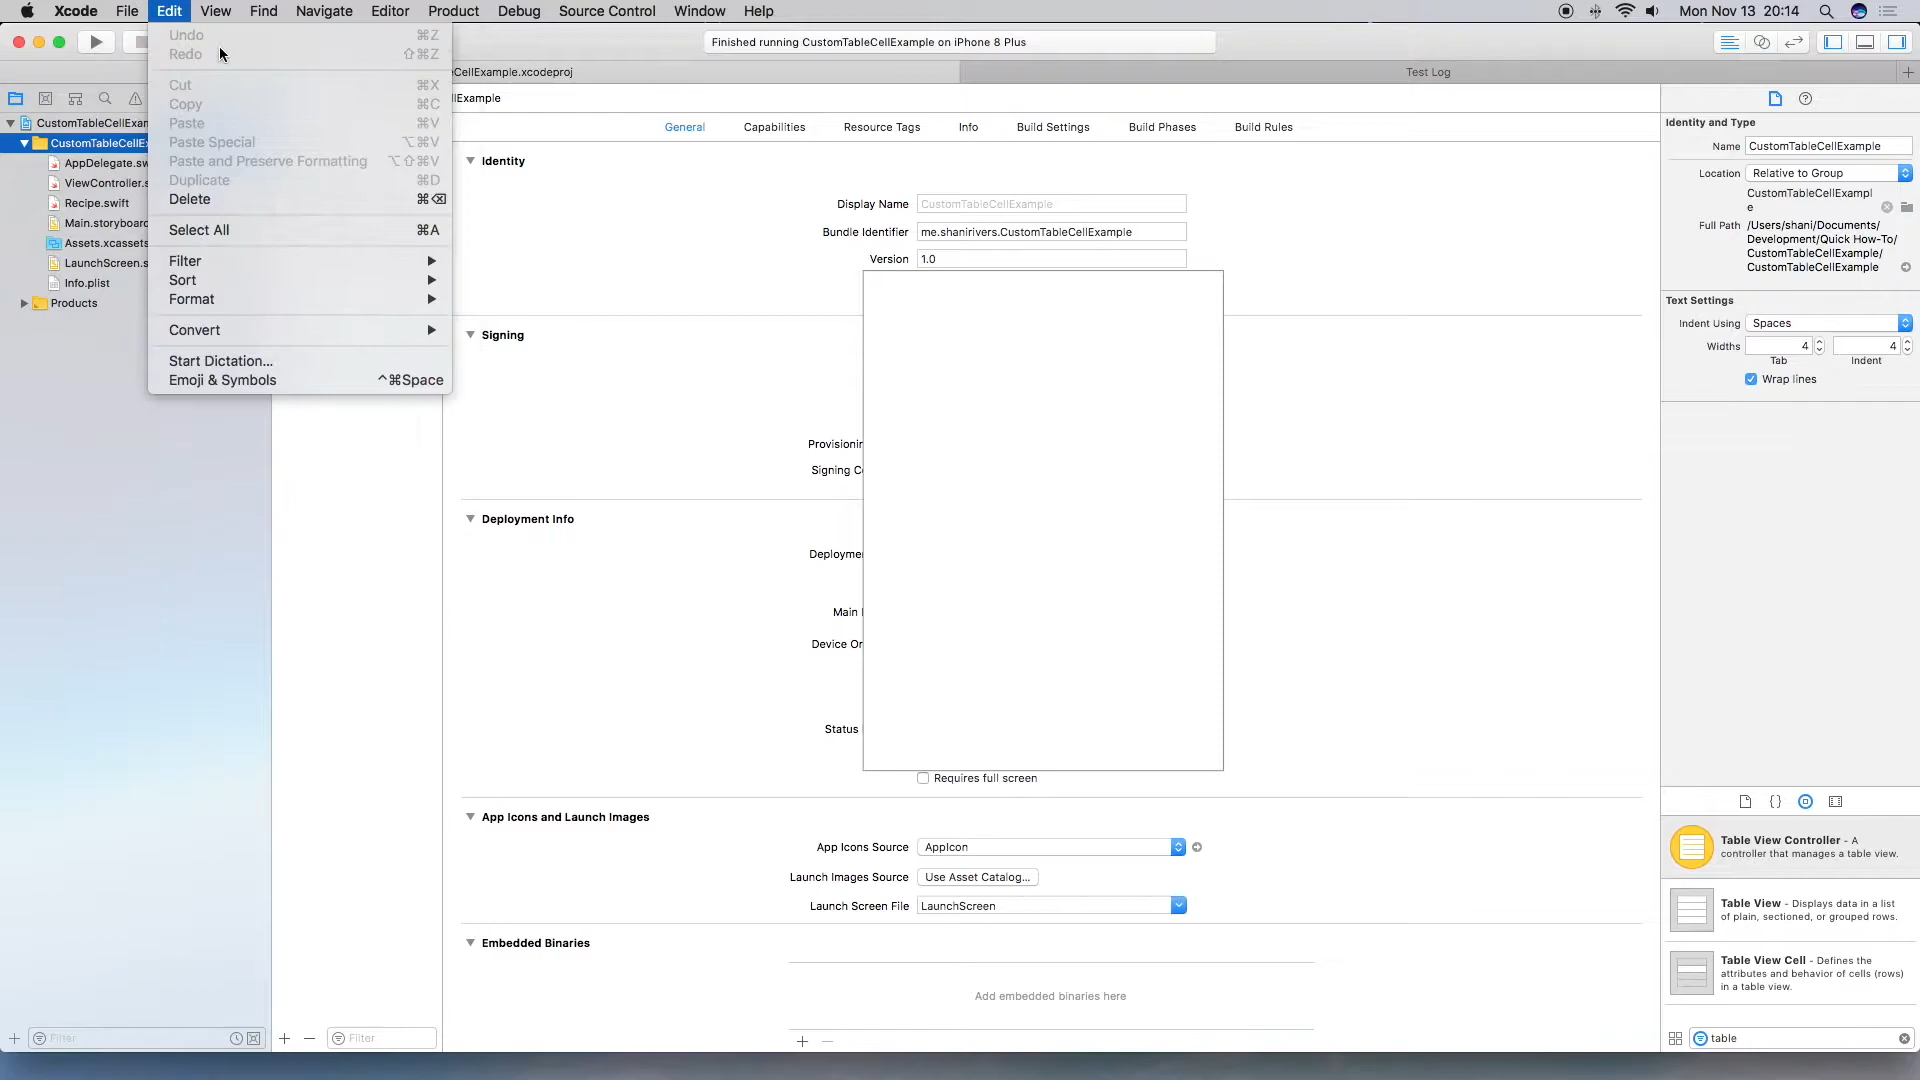 Xcode File Edit View Find Navigate Editor Product Debug Source Control Window Help
Mon Nov 13 20:14
Undo ⌘Z
Redo ⇧⌘Z
Cut ⌘X
Copy ⌘C
Paste ⌘V
Paste Special ⌥⌘V
Paste and Preserve Formatting ⌥⇧⌘V
Duplicate ⌘D
Delete ⌘⌫
Select All ⌘A
Filter
Sort
Format
Convert
Start Dictation...
Emoji & Symbols ^⌘Space
Finished running CustomTableCellExample on iPhone 8 Plus
CellExample.xcodeproj
Test Log
CustomTableCellExam
CustomTableCellE
AppDelegate.sw
ViewController.s
Recipe.swift
Main.storyboard
Assets.xcassets
LaunchScreen.s
Info.plist
Products
Filter
lExample
General Capabilities Resource Tags Info Build Settings Build Phases Build Rules
Identity
Display Name CustomTableCellExample
Bundle Identifier me.shanirivers.CustomTableCellExample
Version 1.0
Signing
Provisionin
Signing Ce
Deployment Info
Deployme
Main I
Device Or
Status
Requires full screen
App Icons and Launch Images
App Icons Source AppIcon
Launch Images Source Use Asset Catalog...
Launch Screen File LaunchScreen
Embedded Binaries
Add embedded binaries here
Filter
Identity and Type
Name CustomTableCellExample
Location Relative to Group
CustomTableCellExampl
e
Full Path /Users/shani/Documents/
Development/Quick How-To/
CustomTableCellExample/
CustomTableCellExample
Text Settings
Indent Using Spaces
Widths 4 4
Tab Indent
Wrap lines
Table View Controller - A
controller that manages a table view.
Table View - Displays data in a list
of plain, sectioned, or grouped rows.
Table View Cell - Defines the
attributes and behavior of cells (rows)
in a table view.
table